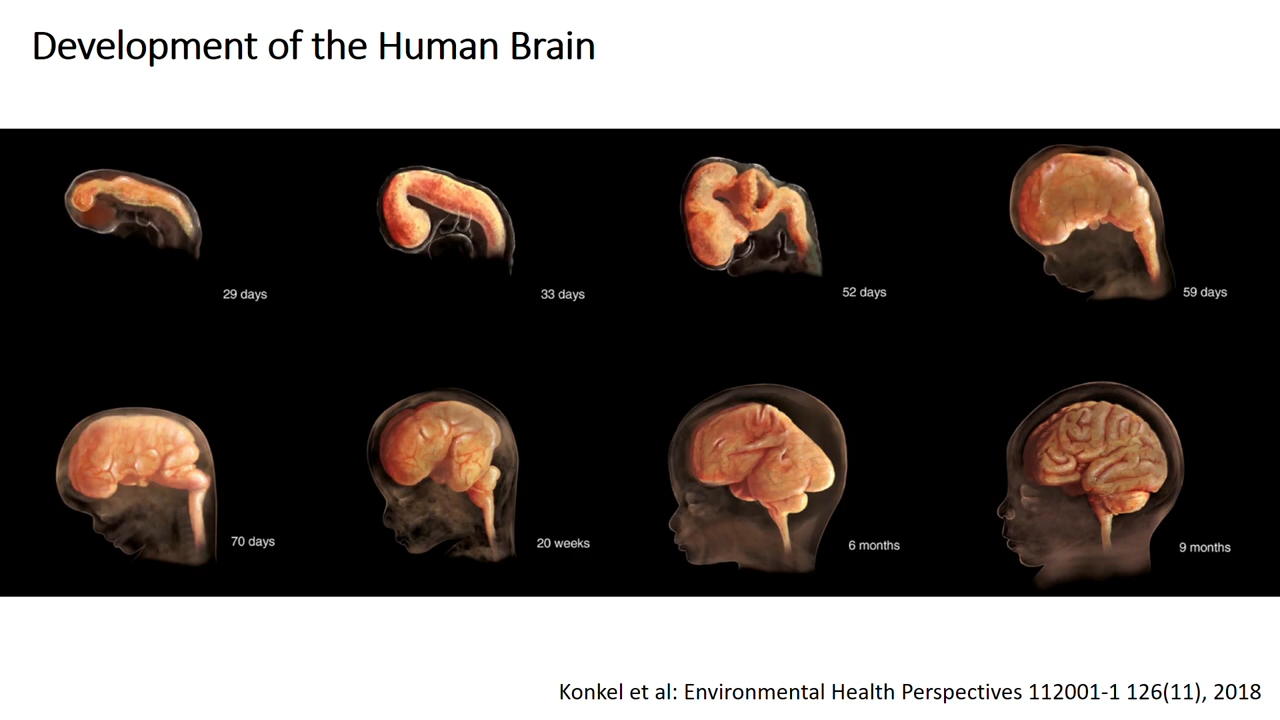 Development of the Human Brain
29 days
33 days
52 days
59 days
70 days
20 weeks
6 months
9 months
Konkel et al: Environmental Health Perspectives 112001-1 126(11), 2018